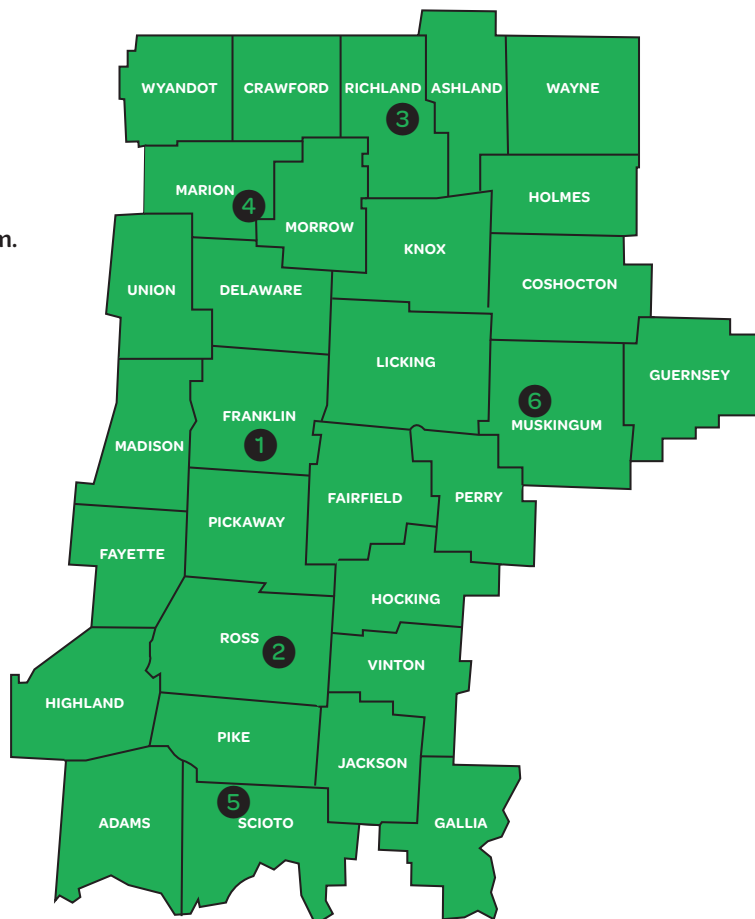 WYANDOT CRAWFORD RICHLAND ASHLAND WAYNE
3
MARION
4
HOLMES
MORROW
m.
KNOX
UNION DELAWARE COSHOCTON
LICKING
GUERNSEY
6
FRANKLIN
MUSKINGUM
1
MADISON
FAIRFIELD PERRY
PICKAWAY
FAYETTE
HOCKING
ROSS
2
VINTON
HIGHLAND
PIKE
JACKSON
5
ADAMS SCIOTO GALLIA